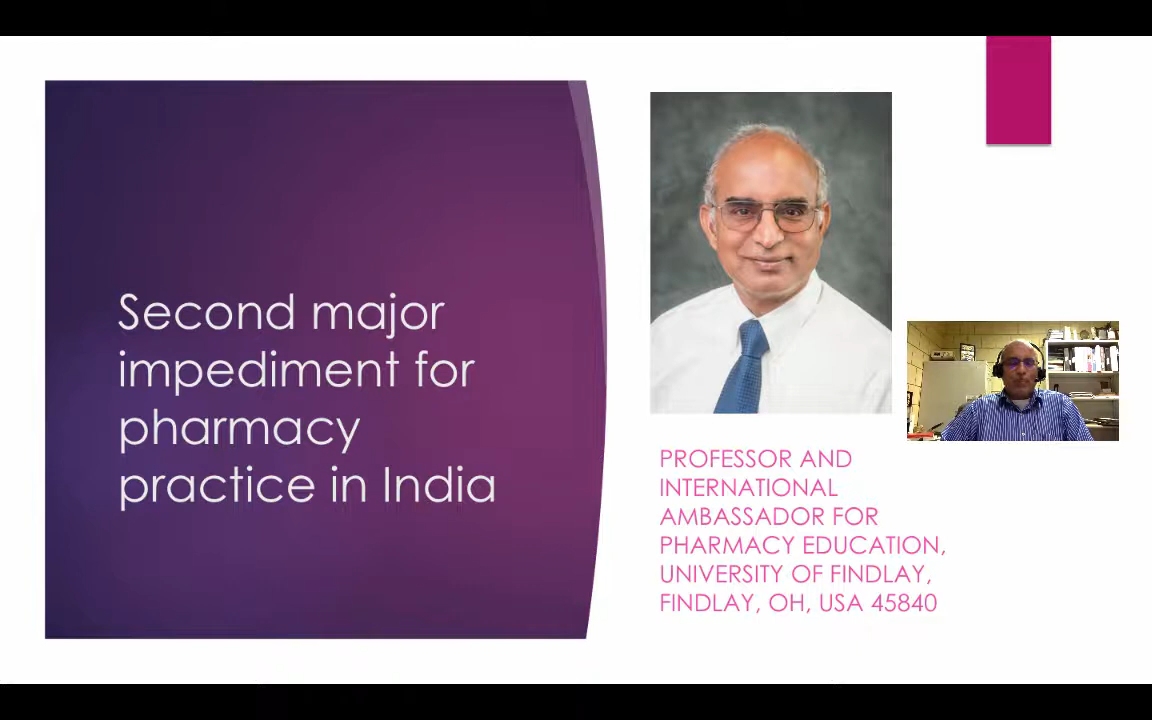 Second major
impediment for
pharmacy
practice in India
PROFESSOR AND
INTERNATIONAL
AMBASSADOR FOR
PHARMACY EDUCATION,
UNIVERSITY OF FINDLAY,
FINDLAY, OH, USA 45840